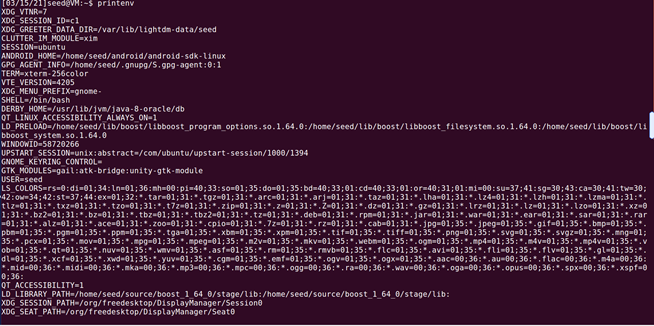 [03/15/21]seed@VM:~$ printenv
XDG_VTNR=7
XDG_SESSION_ID=c1
XDG_GREETER_DATA_DIR=/var/lib/lightdm-data/seed
CLUTTER_IM_MODULE=xim
SESSION=ubuntu
ANDROID_HOME=/home/seed/android/android-sdk-linux
GPG_AGENT_INFO=/home/seed/.gnupg/S.gpg-agent:0:1
TERM=xterm-256color
VTE_VERSION=4205
XDG_MENU_PREFIX=gnome-
SHELL=/bin/bash
DERBY_HOME=/usr/lib/jvm/java-8-oracle/db
QT_LINUX_ACCESSIBILITY_ALWAYS_ON=1
LD_PRELOAD=/home/seed/lib/boost/libboost_program_options.so.1.64.0:/home/seed/lib/boost/libboost_filesystem.so.1.64.0:/home/seed/lib/boost/li
bboost_system.so.1.64.0
WINDOWID=58720266
UPSTART_SESSION=unix:abstract=/com/ubuntu/upstart-session/1000/1394
GNOME_KEYRING_CONTROL=
GTK_MODULES=gail:atk-bridge:unity-gtk-module
USER=seed
LS_COLORS=rs=0:di=01;34:ln=01;36:mh=00:pi=40;33:so=01;35:do=01;35:bd=40;33;01:cd=40;33;01:or=40;31;01:mi=00:su=37;41:sg=30;43:ca=30;41:tw=30;
42:ow=34;42:st=37;44:ex=01;32:*.tar=01;31:*.tgz=01;31:*.arc=01;31:*.arj=01;31:*.taz=01;31:*.lha=01;31:*.lz4=01;31:*.lzh=01;31:*.lzma=01;31:*.
tlz=01;31:*.txz=01;31:*.tzo=01;31:*.t7z=01;31:*.zip=01;31:*.z=01;31:*.Z=01;31:*.dz=01;31:*.gz=01;31:*.lrz=01;31:*.lz=01;31:*.lzo=01;31:*.xz=0
1;31:*.bz2=01;31:*.bz=01;31:*.tbz=01;31:*.tbz2=01;31:*.tz=01;31:*.deb=01;31:*.rpm=01;31:*.jar=01;31:*.war=01;31:*.ear=01;31:*.sar=01;31:*.rar
=01;31:*.alz=01;31:*.ace=01;31:*.zoo=01;31:*.cpio=01;31:*.7z=01;31:*.rz=01;31:*.cab=01;31:*.jpg=01;35:*.jpeg=01;35:*.gif=01;35:*.bmp=01;35:*.
pbm=01;35:*.pgm=01;35:*.ppm=01;35:*.tga=01;35:*.xbm=01;35:*.xpm=01;35:*.tif=01;35:*.tiff=01;35:*.png=01;35:*.svg=01;35:*.svgz=01;35:*.mng=01;
35:*.pcx=01;35:*.mov=01;35:*.mpg=01;35:*.mpeg=01;35:*.m2v=01;35:*.mkv=01;35:*.webm=01;35:*.ogm=01;35:*.mp4=01;35:*.m4v=01;35:*.mp4v=01;35:*.v
ob=01;35:*.qt=01;35:*.nuv=01;35:*.wmv=01;35:*.asf=01;35:*.rm=01;35:*.rmvb=01;35:*.flc=01;35:*.avi=01;35:*.fli=01;35:*.flv=01;35:*.gl=01;35:*.
dl=01;35:*.xcf=01;35:*.xwd=01;35:*.yuv=01;35:*.cgm=01;35:*.emf=01;35:*.ogv=01;35:*.ogx=01;35:*.aac=00;36:*.au=00;36:*.flac=00;36:*.m4a=00;36:
*.mid=00;36:*.midi=00;36:*.mka=00;36:*.mp3=00;36:*.mpc=00;36:*.ogg=00;36:*.ra=00;36:*.wav=00;36:*.oga=00;36:*.opus=00;36:*.spx=00;36:*.xspf=0
0;36:
QT_ACCESSIBILITY=1
LD_LIBRARY_PATH=/home/seed/source/boost_1_64_0/stage/lib:/home/seed/source/boost_1_64_0/stage/lib:
XDG_SESSION_PATH=/org/freedesktop/DisplayManager/Session0
XDG_SEAT_PATH=/org/freedesktop/DisplayManager/Seat0